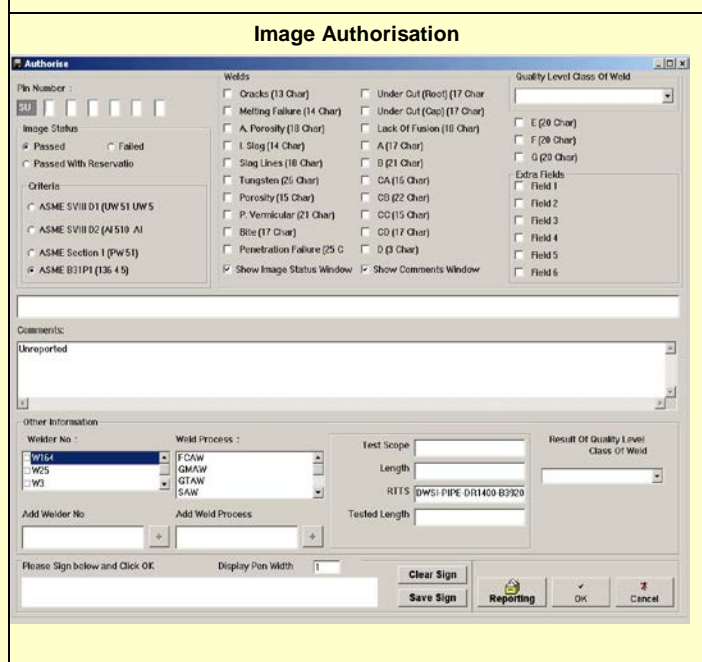 Image Authorisation
Authorise
Pin Number :
SU
Image Status
Passed
Failed
Passed With Reservatio
Criteria
ASME SVIII D1 (UW 51 UW 5
ASME SVIII D2 (AI 510 AI
ASME Section 1 (PW 51)
ASME B31P1 (136 4 5)
Welds
Cracks (13 Char)
Melting Failure (14 Char)
A. Porosity (18 Char)
I. Slag (14 Char)
Slag Lines (18 Char)
Tungsten (26 Char)
Porosity (15 Char)
P. Vermicular (21 Char)
Bite (17 Char)
Penetration Failure (25 C
Show Image Status Window
Under Cut (Root) (17 Char
Under Cut (Cap) (17 Char)
Lack Of Fusion (18 Char)
A (17 Char)
B (21 Char)
CA (16 Char)
CB (22 Char)
CC (15 Char)
CD (17 Char)
D (3 Char)
Show Comments Window
Quality Level Class Of Weld
E (20 Char)
F (20 Char)
G (20 Char)
Extra Fields
Field 1
Field 2
Field 3
Field 4
Field 5
Field 6
Comments:
Unreported
Other Information
Welder No :
W164
W25
W3
Add Welder No
+
Weld Process :
FCAW
GMAW
GTAW
SAW
Add Weld Process
+
Test Scope
Length
RTTS DWSI-PIPE-DR1400-B3920
Tested Length
Result Of Quality Level
Class Of Weld
Please Sign below and Click OK
Display Pen Width
1
Clear Sign
Save Sign
Reporting
OK
Cancel